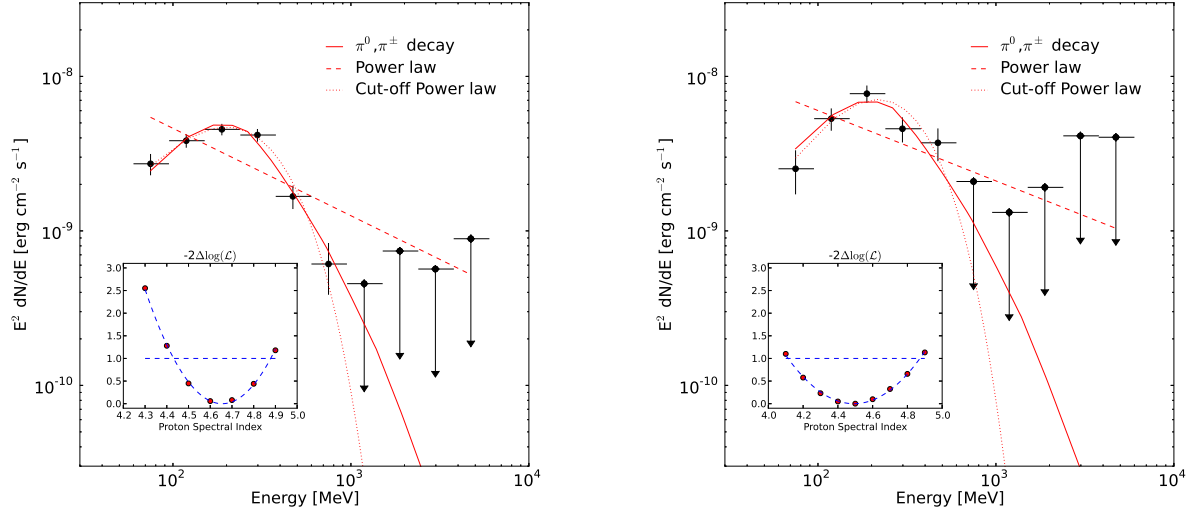 π⁰,π± decay
Power law
Cut-off Power law
10⁻⁸
10⁻⁹
10⁻¹⁰
E² dN/dE [erg cm⁻² s⁻¹]
-2Δlog(ℒ)
3.0
2.5
2.0
1.5
1.0
0.5
0.0
4.2 4.3 4.4 4.5 4.6 4.7 4.8 4.9 5.0
Proton Spectral Index
10² 10³ 10⁴
Energy [MeV]
π⁰,π± decay
Power law
Cut-off Power law
10⁻⁸
10⁻⁹
10⁻¹⁰
E² dN/dE [erg cm⁻² s⁻¹]
-2Δlog(ℒ)
3.0
2.5
2.0
1.5
1.0
0.5
0.0
4.0 4.2 4.4 4.6 4.8 5.0
Proton Spectral Index
10² 10³ 10⁴
Energy [MeV]